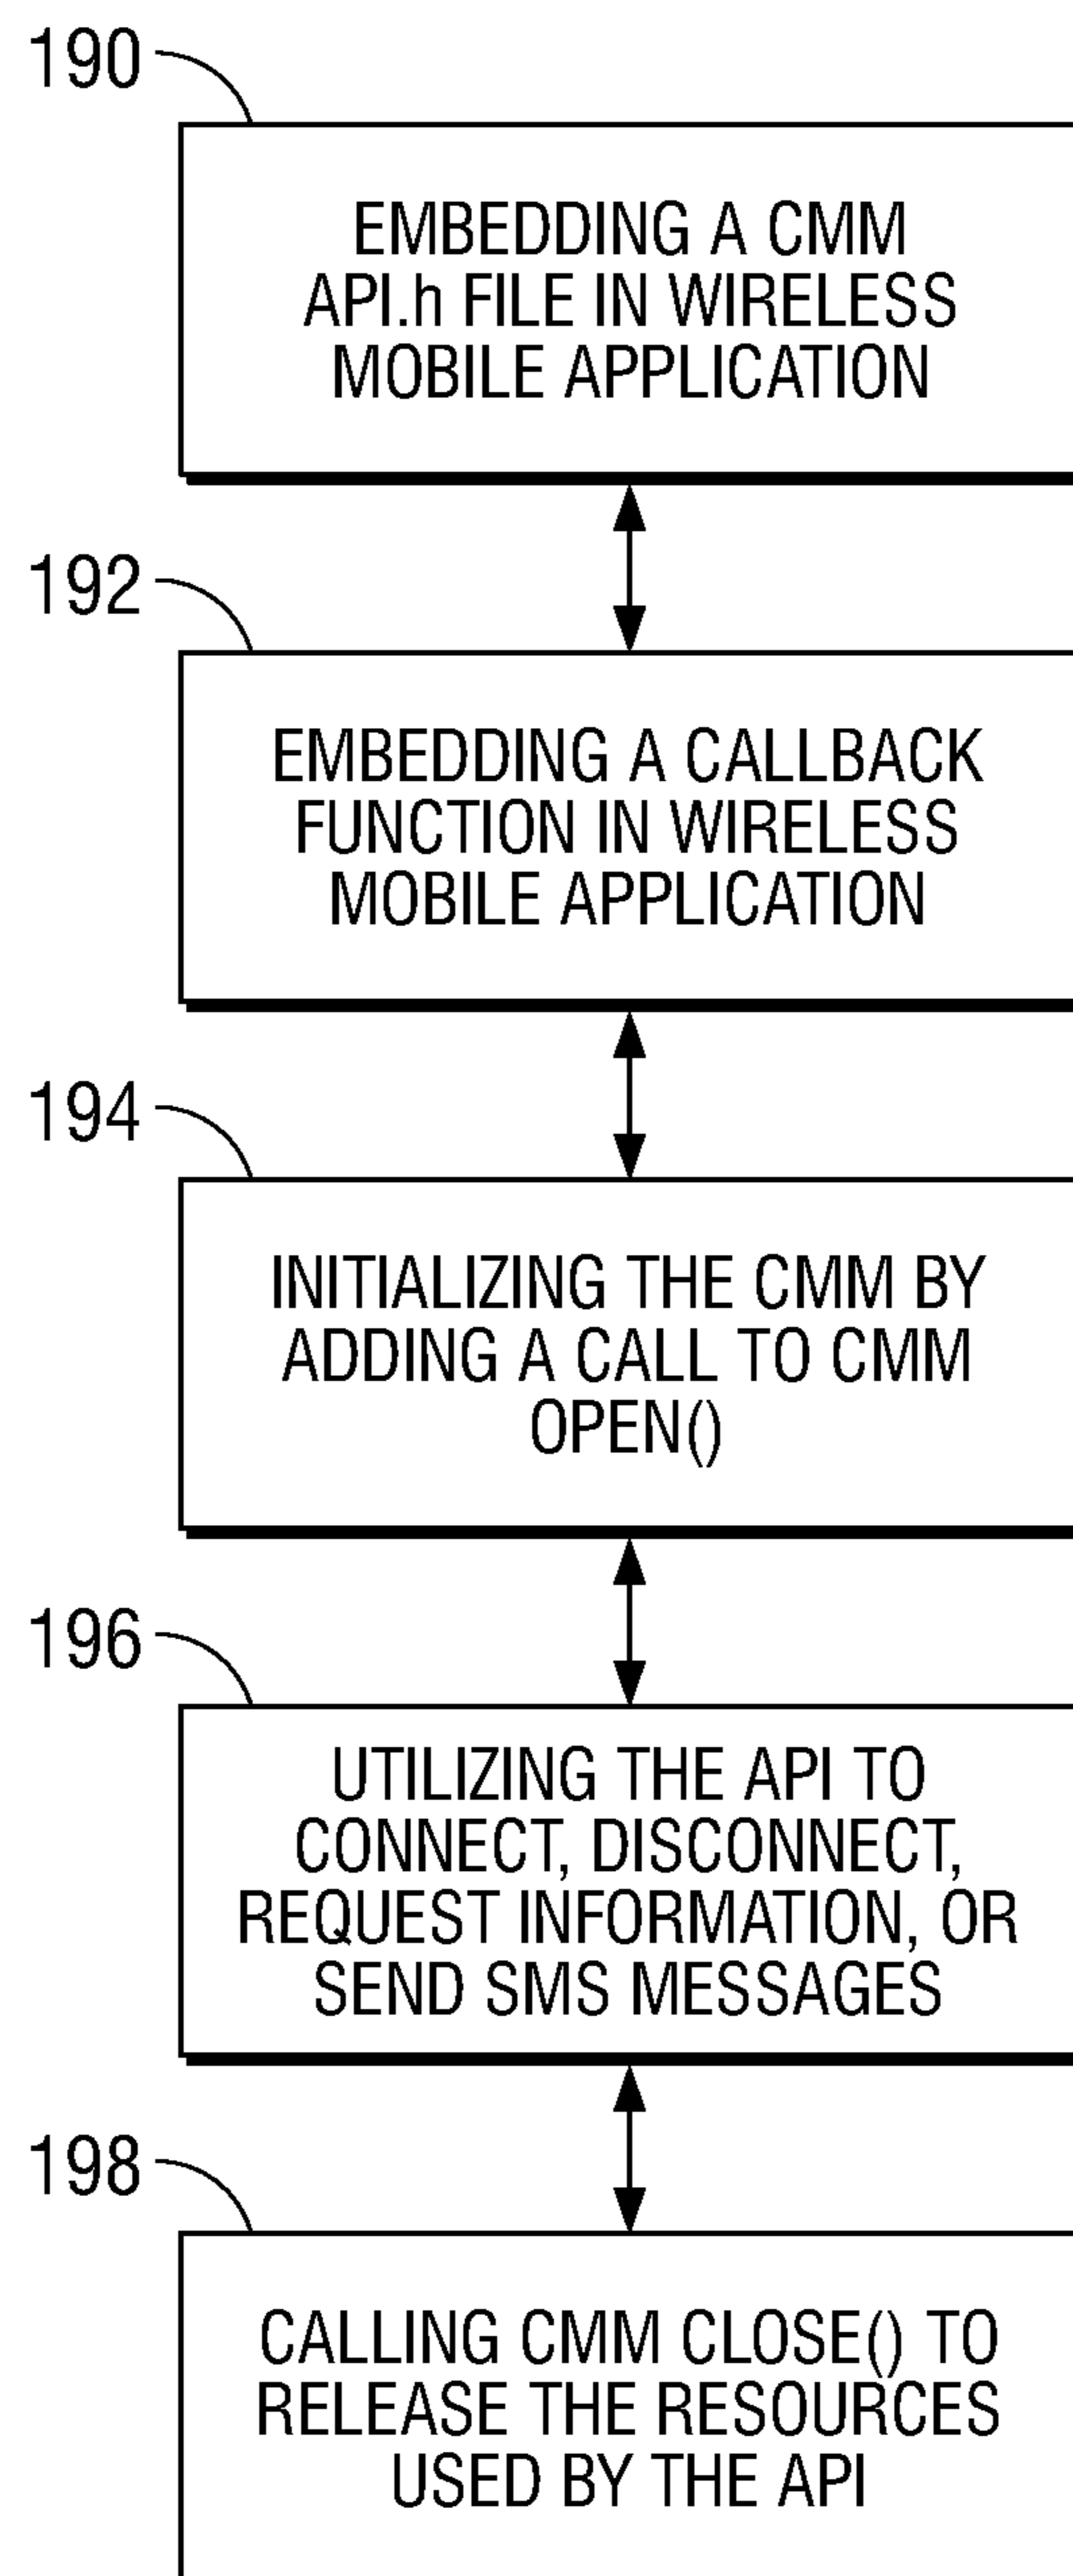 190
EMBEDDING A CMM
API.h FILE IN WIRELESS
MOBILE APPLICATION
192
EMBEDDING A CALLBACK
FUNCTION IN WIRELESS
MOBILE APPLICATION
194
INITIALIZING THE CMM BY
ADDING A CALL TO CMM
OPEN()
196
UTILIZING THE API TO
CONNECT, DISCONNECT,
REQUEST INFORMATION, OR
SEND SMS MESSAGES
198
CALLING CMM CLOSE() TO
RELEASE THE RESOURCES
USED BY THE API